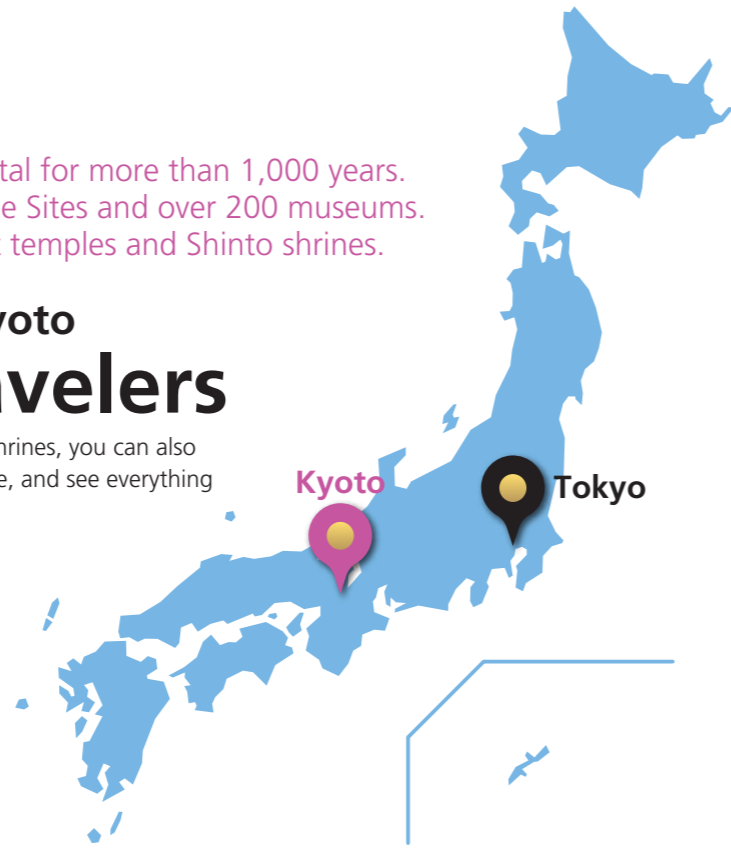 tal for more than 1,000 years.
e Sites and over 200 museums.
temples and Shinto shrines.
yoto
avelers
hrines, you can also
e, and see everything
Kyoto
Tokyo